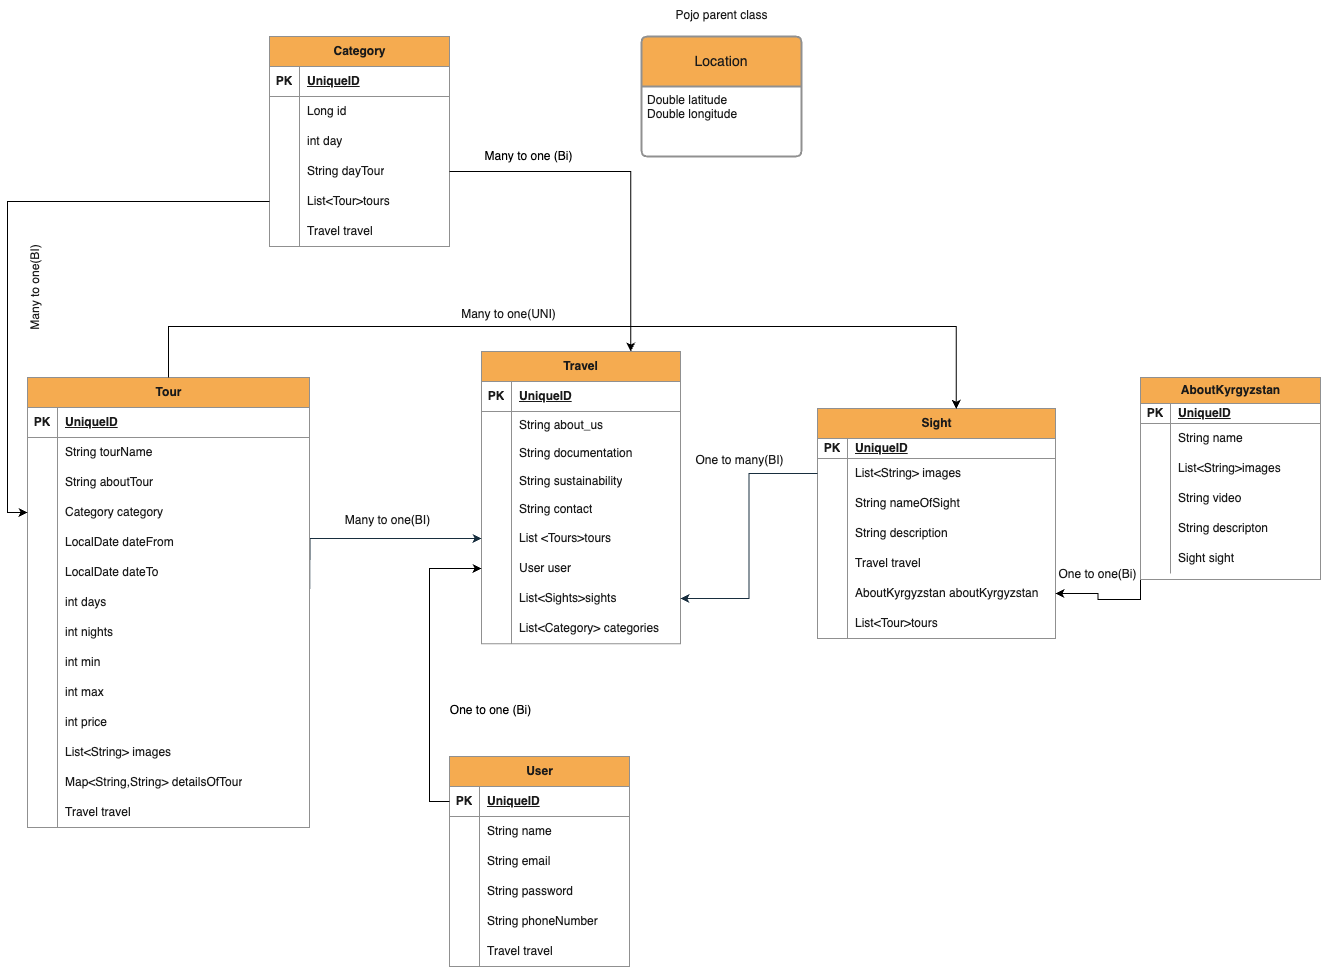 Pojo parent class
Category
PK UniqueID
Long id
int day
String dayTour
List<Tour>tours
Travel travel
Location
Double latitude
Double longitude
Many to one (Bi)
Many to one(BI)
Many to one(UNI)
Tour
PK UniqueID
String tourName
String aboutTour
Category category
LocalDate dateFrom
LocalDate dateTo
int days
int nights
int min
int max
int price
List<String> images
Map<String,String> detailsOfTour
Travel travel
Many to one(BI)
Travel
PK UniqueID
String about_us
String documentation
String sustainability
String contact
List <Tours>tours
User user
List<Sights>sights
List<Category> categories
One to many(BI)
Sight
PK UniqueID
List<String> images
String nameOfSight
String description
Travel travel
AboutKyrgyzstan aboutKyrgyzstan
List<Tour>tours
One to one(Bi)
AboutKyrgyzstan
PK UniqueID
String name
List<String>images
String video
String descripton
Sight sight
One to one (Bi)
User
PK UniqueID
String name
String email
String password
String phoneNumber
Travel travel